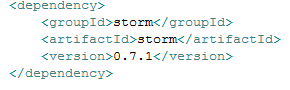 <dependency>
<groupId>storm</groupId>
<artifactId>storm</artifactId>
<version>0.7.1</version>
</dependency>